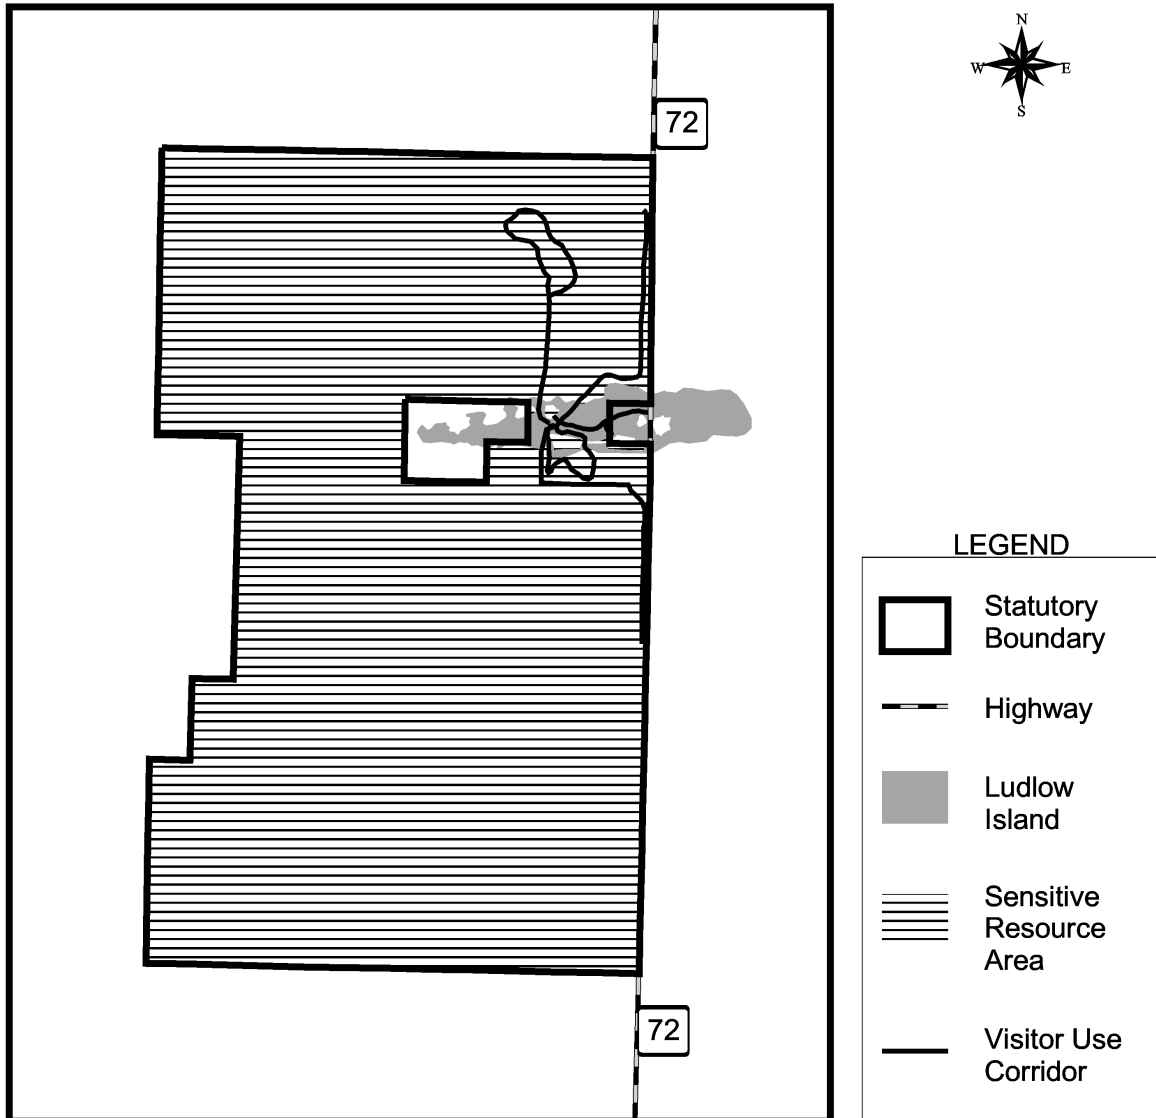 N
W E
S
72
LEGEND
Statutory
Boundary
Highway
Ludlow
Island
Sensitive
Resource
Area
72
Visitor Use
Corridor